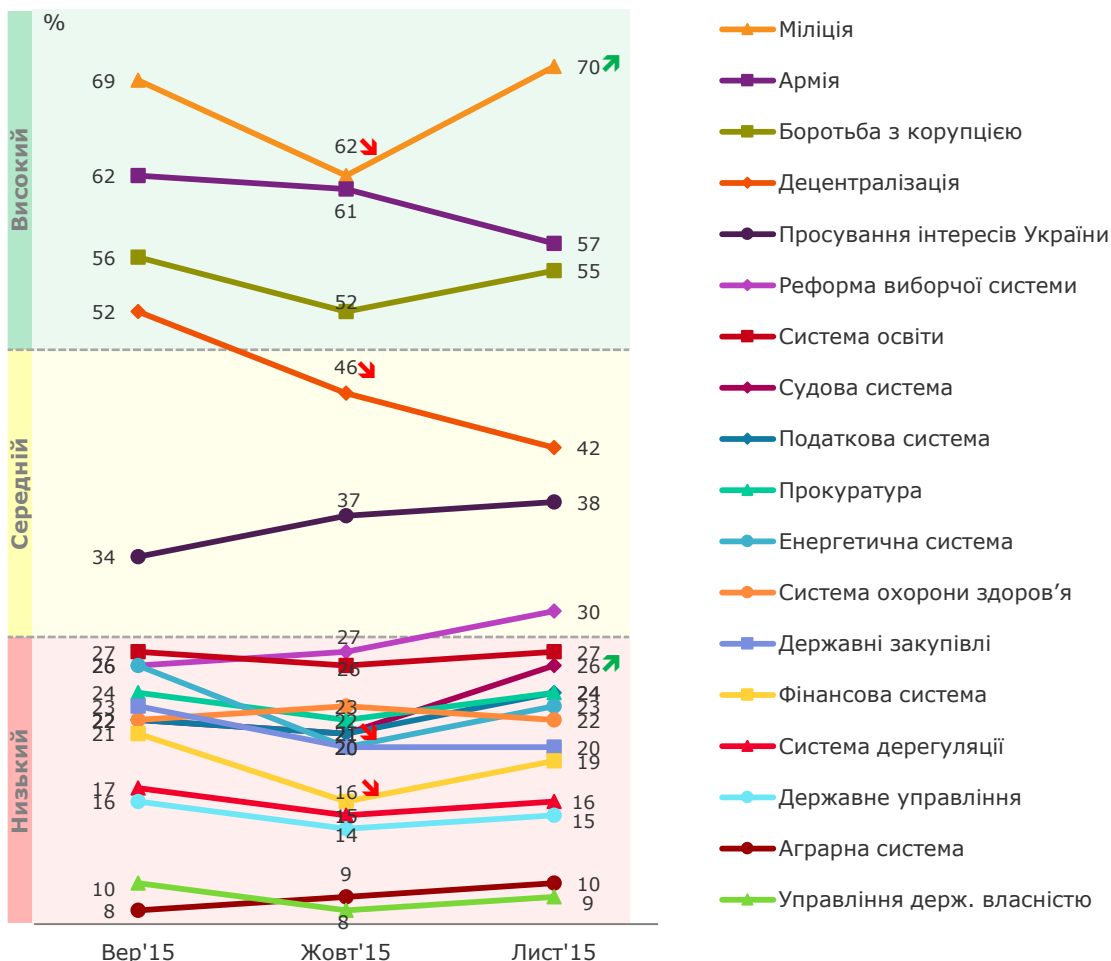 %
Високий
Середній
Низький
69
62
70
62
61
57
56
52
55
52
46
42
34
37
38
27
30
27
26
27
26
26
24
23
24
23
22
23
22
22
22
21
21
20
20
19
17
16
16
16
15
15
14
10
9
10
8
8
9
Вер'15
Жовт'15
Лист'15
Міліція
Армія
Боротьба з корупцією
Децентралізація
Просування інтересів України
Реформа виборчої системи
Система освіти
Судова система
Податкова система
Прокуратура
Енергетична система
Система охорони здоров’я
Державні закупівлі
Фінансова система
Система дерегуляції
Державне управління
Аграрна система
Управління держ. власністю